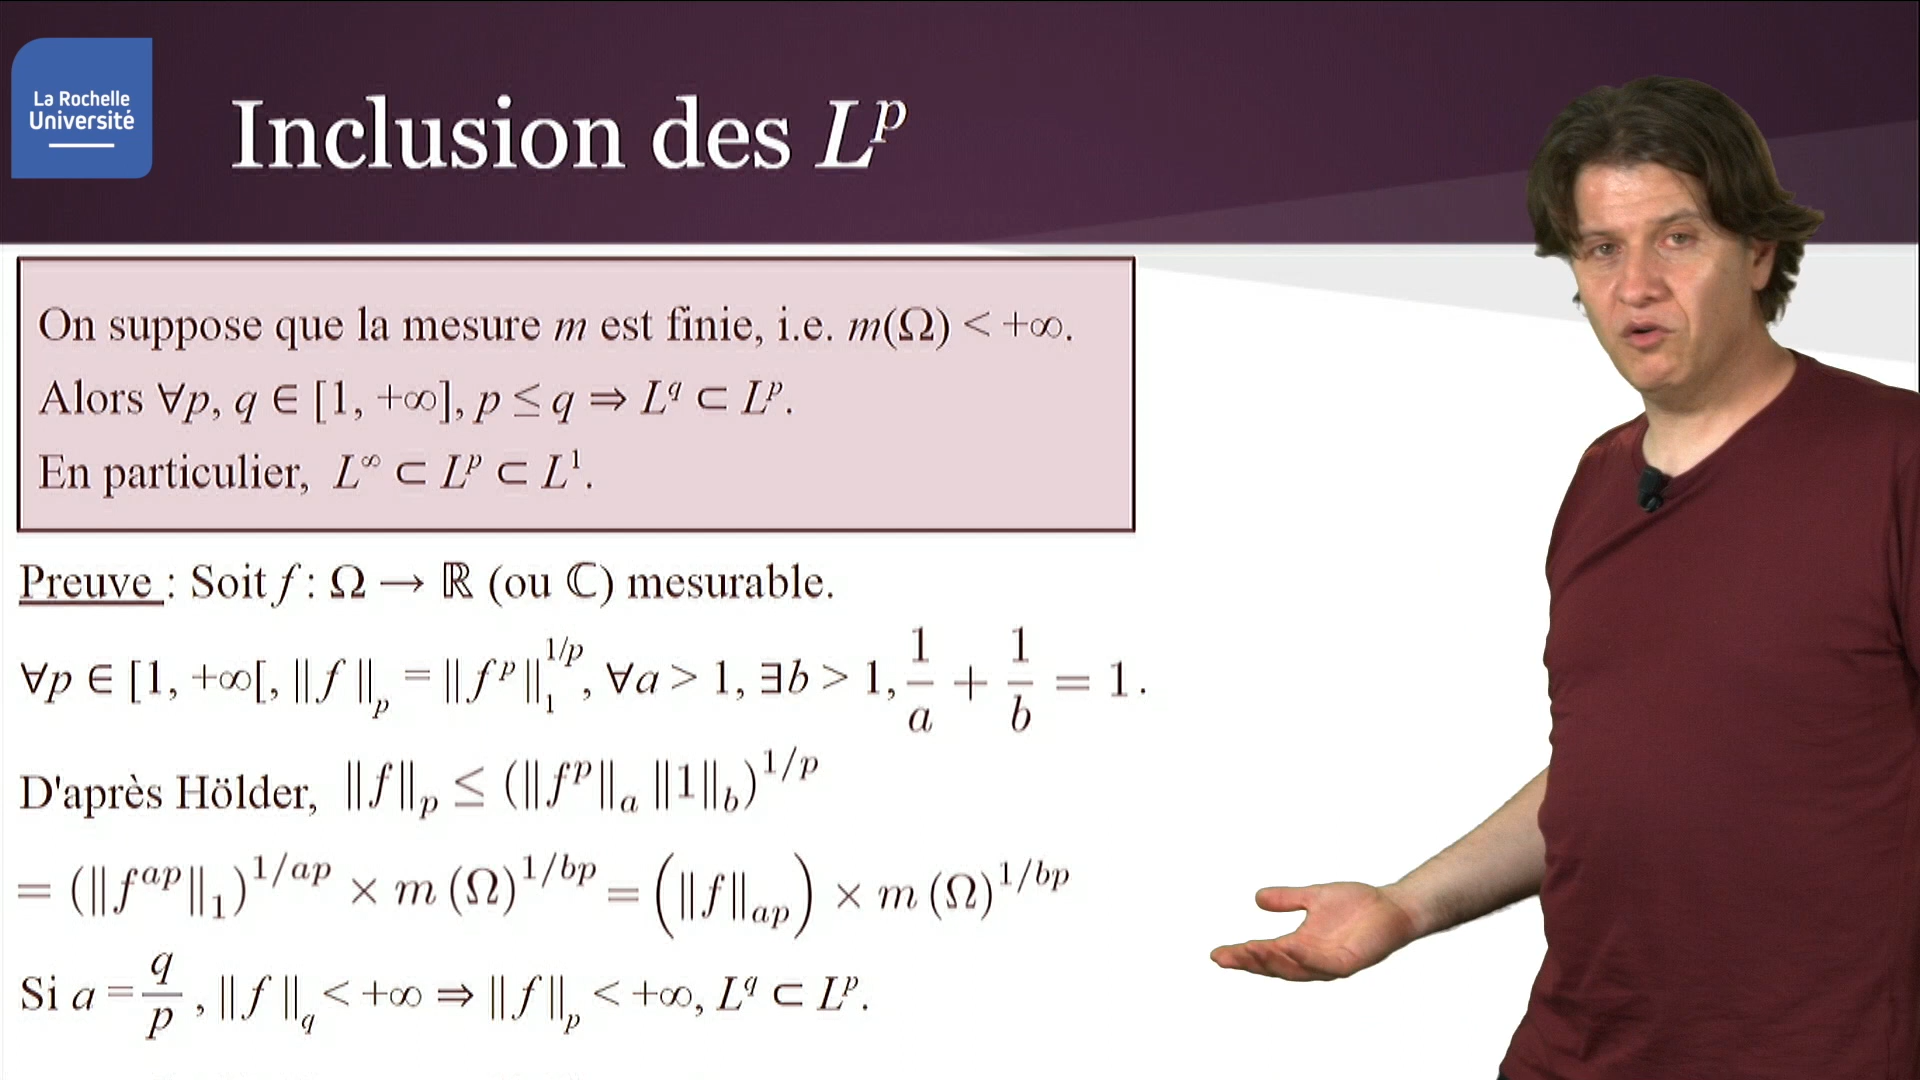 La Rochelle
Université
Inclusion des Lᵖ
On suppose que la mesure m est finie, i.e. m(Ω) < +∞.
Alors ∀p, q ∈ [1, +∞], p ≤ q ⇒ L^q ⊂ L^p.
En particulier, L^∞ ⊂ L^p ⊂ L^1.
Preuve : Soit f : Ω → ℝ (ou ℂ) mesurable.
∀p ∈ [1, +∞[, ‖f‖_p = ‖f^p‖_1^{1/p}, ∀a > 1, ∃b > 1, 1/a + 1/b = 1.
D'après Hölder, ‖f‖_p ≤ (‖f^p‖_a ‖1‖_b)^{1/p}
= (‖f^{ap}‖_1)^{1/ap} × m (Ω)^{1/bp} = (‖f‖_{ap}) × m (Ω)^{1/bp}
Si a = q/p, ‖f‖_q < +∞ ⇒ ‖f‖_p < +∞, L^q ⊂ L^p.